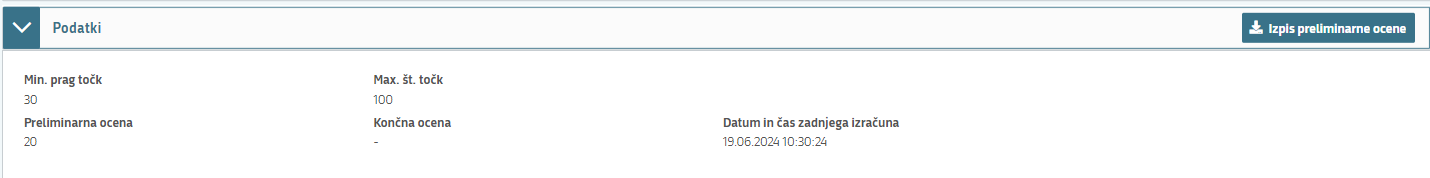 Podatki
Izpis preliminarne ocene
Min. prag točk
Max. št. točk
30
100
Preliminarna ocena
Končna ocena
Datum in čas zadnjega izračuna
20
-
19.06.2024 10:30:24